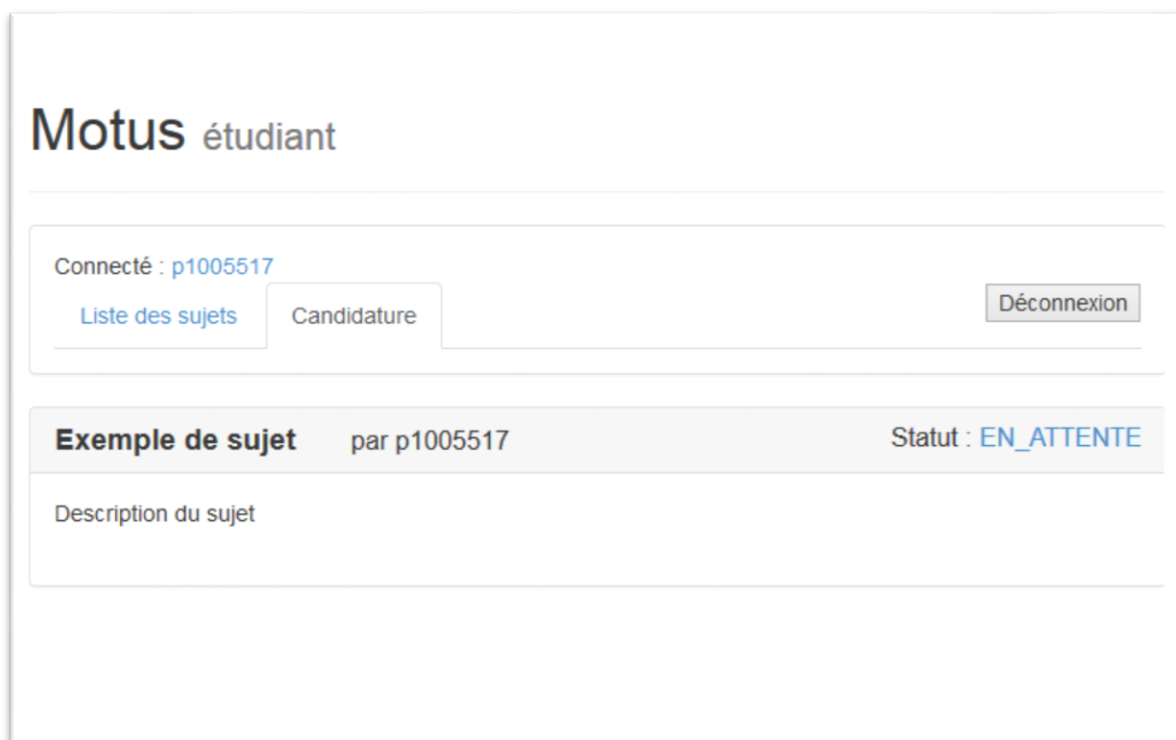 Motus étudiant
Connecté : p1005517
Liste des sujets Candidature Déconnexion
Exemple de sujet par p1005517 Statut : EN_ATTENTE
Description du sujet